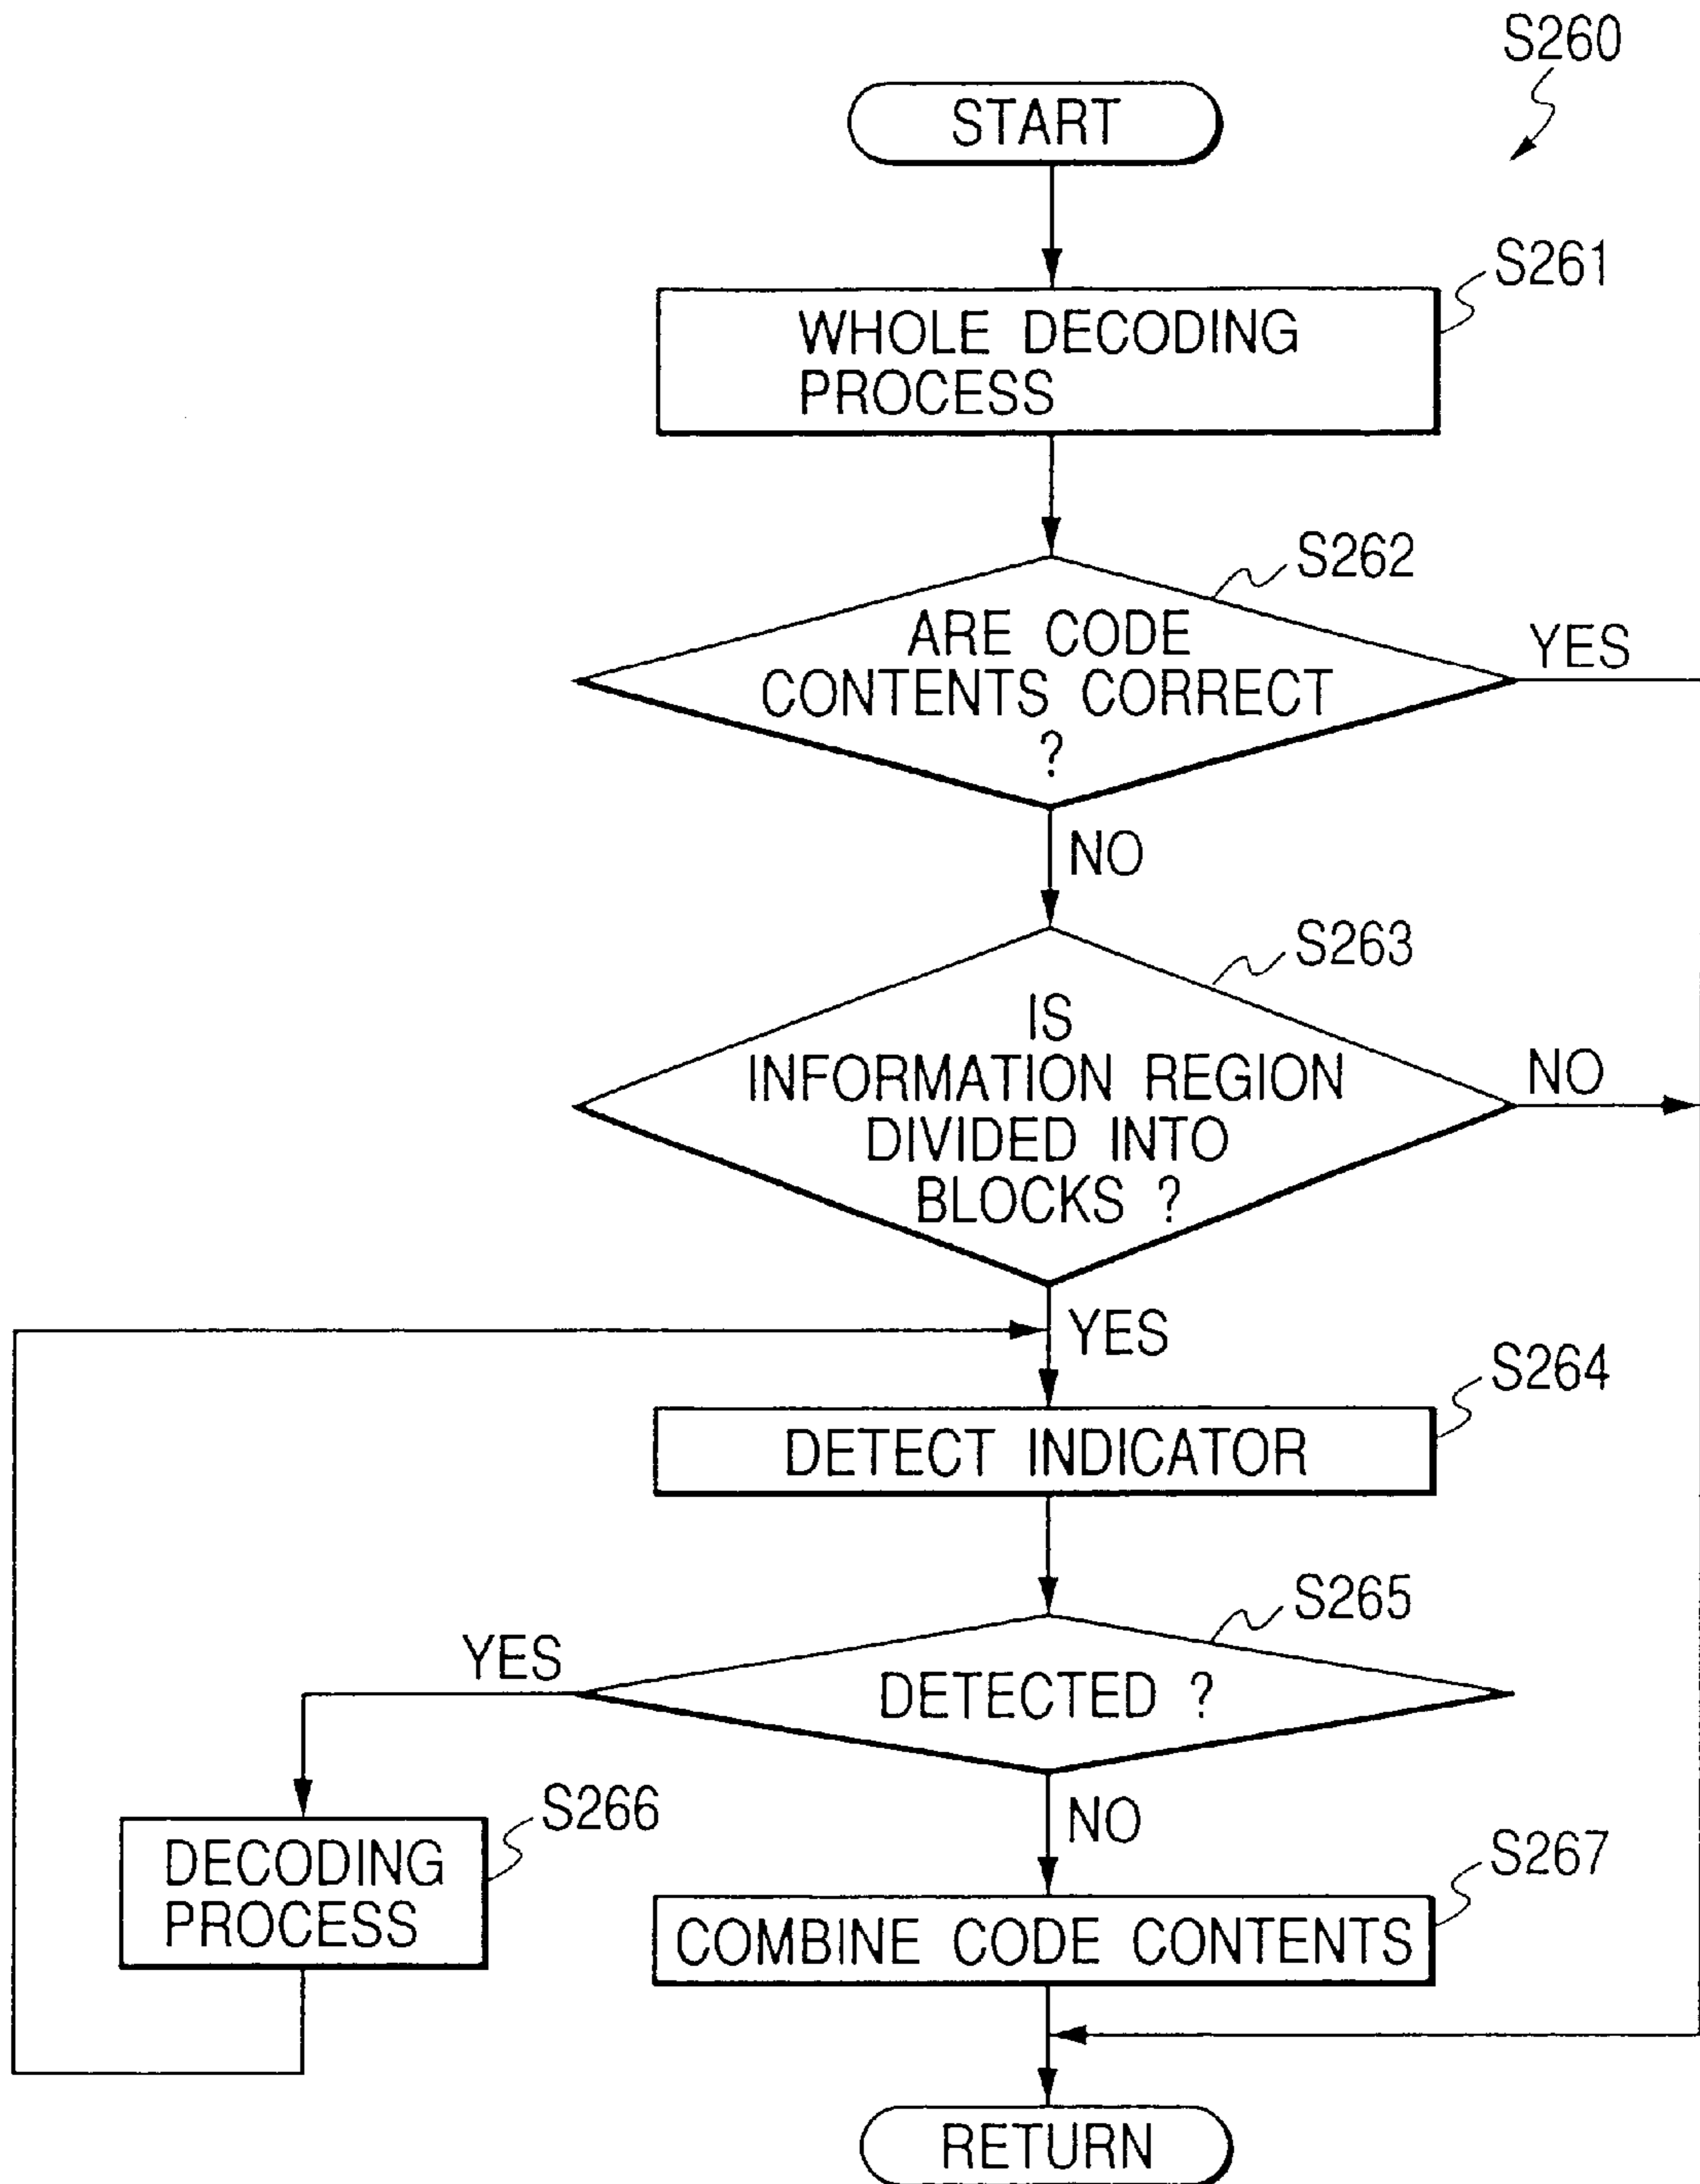 S260
START
S261
WHOLE DECODING
PROCESS
S262
ARE CODE
CONTENTS CORRECT
?
YES
NO
S263
IS
INFORMATION REGION
DIVIDED INTO
BLOCKS ?
NO
YES
S264
DETECT INDICATOR
S265
YES
DETECTED ?
NO
S266
DECODING
PROCESS
S267
COMBINE CODE CONTENTS
RETURN